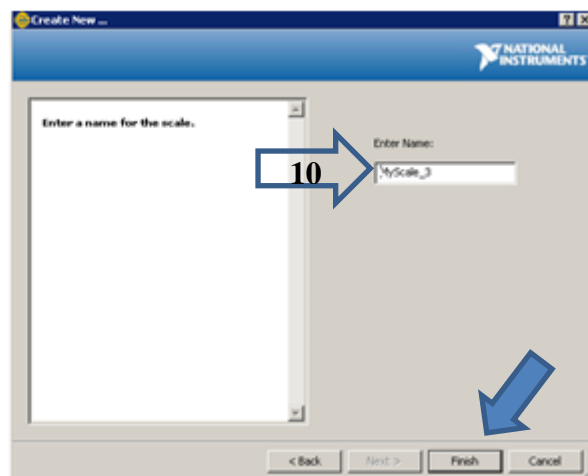 Create New ...
NATIONAL
INSTRUMENTS
Enter a name for the scale.
Enter Name:
10
MyScale_3
< Back
Next >
Finish
Cancel